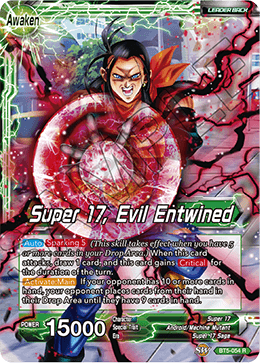 Awaken
Super 17, Evil Entwined
Auto Sparking 5 (This skill takes effect when you have 5
or more cards in your Drop Area.) When this card
attacks, draw 1 card, and this card gains Critical for
the duration of the turn.
Activate Main If your opponent has 10 or more cards in
hand, your opponent places cards from their hand in
their Drop Area until they have 9 cards in hand.
POWER 15000
Character Super 17
Special Trait Android/Machine Mutant
Era Super 17 Saga
BT5-054 R